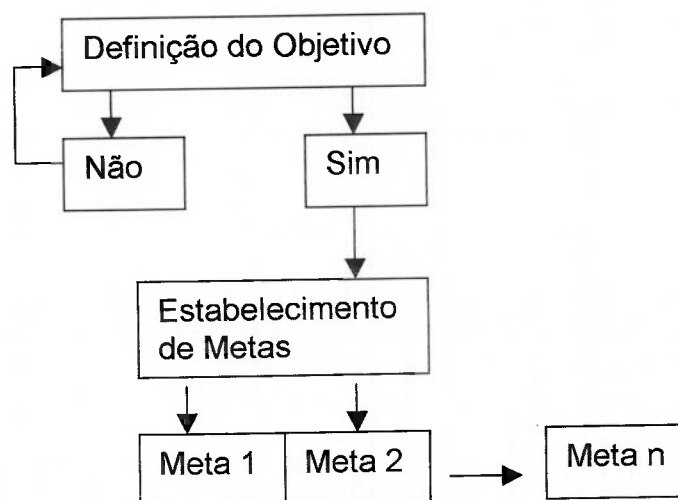 Definição do Objetivo
Não
Sim
Estabelecimento
de Metas
Meta 1
Meta 2
Meta n